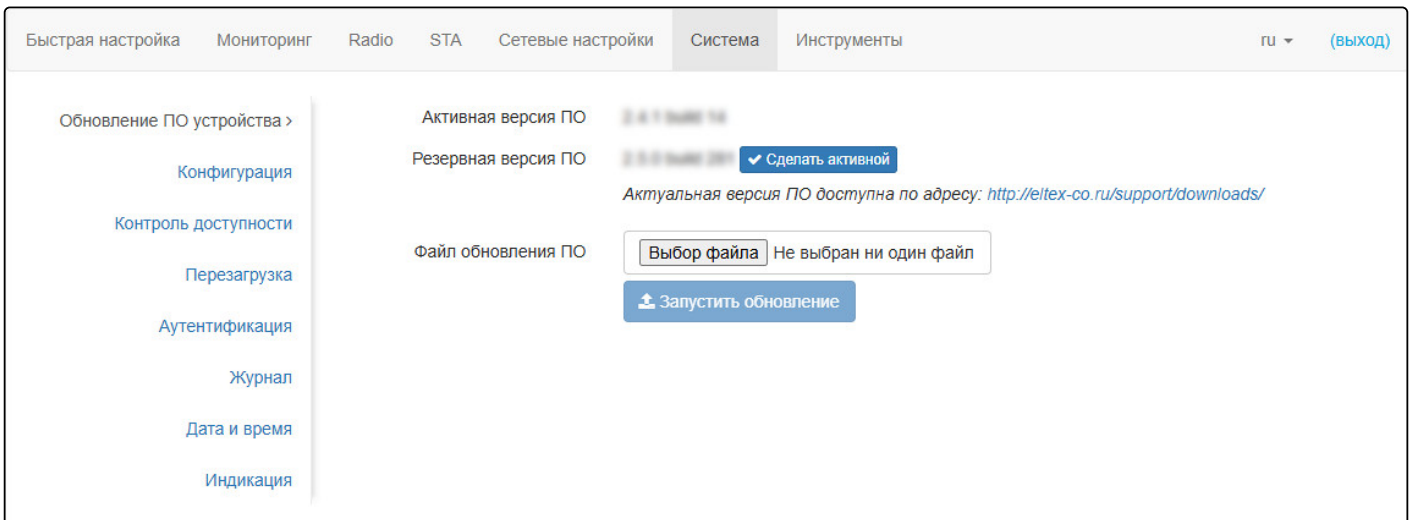 Быстрая настройка Мониторинг Radio STA Сетевые настройки Система Инструменты ru (выход)
Обновление ПО устройства >
Конфигурация
Контроль доступности
Перезагрузка
Аутентификация
Журнал
Дата и время
Индикация
Активная версия ПО
Резервная версия ПО Сделать активной
Актуальная версия ПО доступна по адресу: http://eltex-co.ru/support/downloads/
Файл обновления ПО Выбор файла Не выбран ни один файл
Запустить обновление